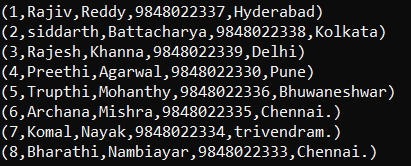 (1,Rajiv,Reddy,9848022337,Hyderabad)
(2,siddarth,Battacharya,9848022338,Kolkata)
(3,Rajesh,Khanna,9848022339,Delhi)
(4,Preethi,Agarwal,9848022330,Pune)
(5,Trupthi,Mohanthy,9848022336,Bhuwaneshwar)
(6,Archana,Mishra,9848022335,Chennai.)
(7,Komal,Nayak,9848022334,trivendram.)
(8,Bharathi,Nambiayar,9848022333,Chennai.)